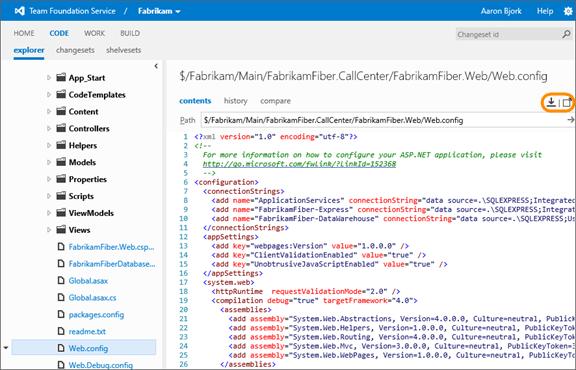 Team Foundation Service / Fabrikam Aaron Bjork Help
HOME CODE WORK BUILD
Changeset id
explorer changesets shelvesets
$/Fabrikam/Main/FabrikamFiber.CallCenter/FabrikamFiber.Web/Web.config
contents history compare
Path $/Fabrikam/Main/FabrikamFiber.CallCenter/FabrikamFiber.Web/Web.config
App_Start
CodeTemplates
Content
Controllers
Helpers
Models
Properties
Scripts
ViewModels
Views
FabrikamFiber.Web.csp...
FabrikamFiberDatabase...
Global.asax
Global.asax.cs
packages.config
readme.txt
Web.config
Web.Debug.config
1 <?xml version="1.0" encoding="utf-8"?>
2 <!--
3 For more information on how to configure your ASP.NET application, please visit
4 http://go.microsoft.com/fwlink/?LinkId=152368
5 -->
6 <configuration>
7 <connectionStrings>
8 <add name="ApplicationServices" connectionString="data source=.\SQLEXPRESS;Integrated
9 <add name="FabrikamFiber-Express" connectionString="data source=.\SQLEXPRESS;Integrat
10 <add name="FabrikamFiber-DataWarehouse" connectionString="data source=.\SQLEXPRESS;Us
11 </connectionStrings>
12 <appSettings>
13 <add key="webpages:Version" value="1.0.0.0" />
14 <add key="ClientValidationEnabled" value="true" />
15 <add key="UnobtrusiveJavaScriptEnabled" value="true" />
16 </appSettings>
17 <system.web>
18 <httpRuntime requestValidationMode="2.0" />
19 <compilation debug="true" targetFramework="4.0">
20 <assemblies>
21 <add assembly="System.Web.Abstractions, Version=4.0.0.0, Culture=neutral, PublicK
22 <add assembly="System.Web.Helpers, Version=1.0.0.0, Culture=neutral, PublicKeyTok
23 <add assembly="System.Web.Routing, Version=4.0.0.0, Culture=neutral, PublicKeyTok
24 <add assembly="System.Web.Mvc, Version=3.0.0.0, Culture=neutral, PublicKeyToken=3
25 <add assembly="System.Web.WebPages, Version=1.0.0.0, Culture=neutral, PublicKeyTo
26 </assemblies>